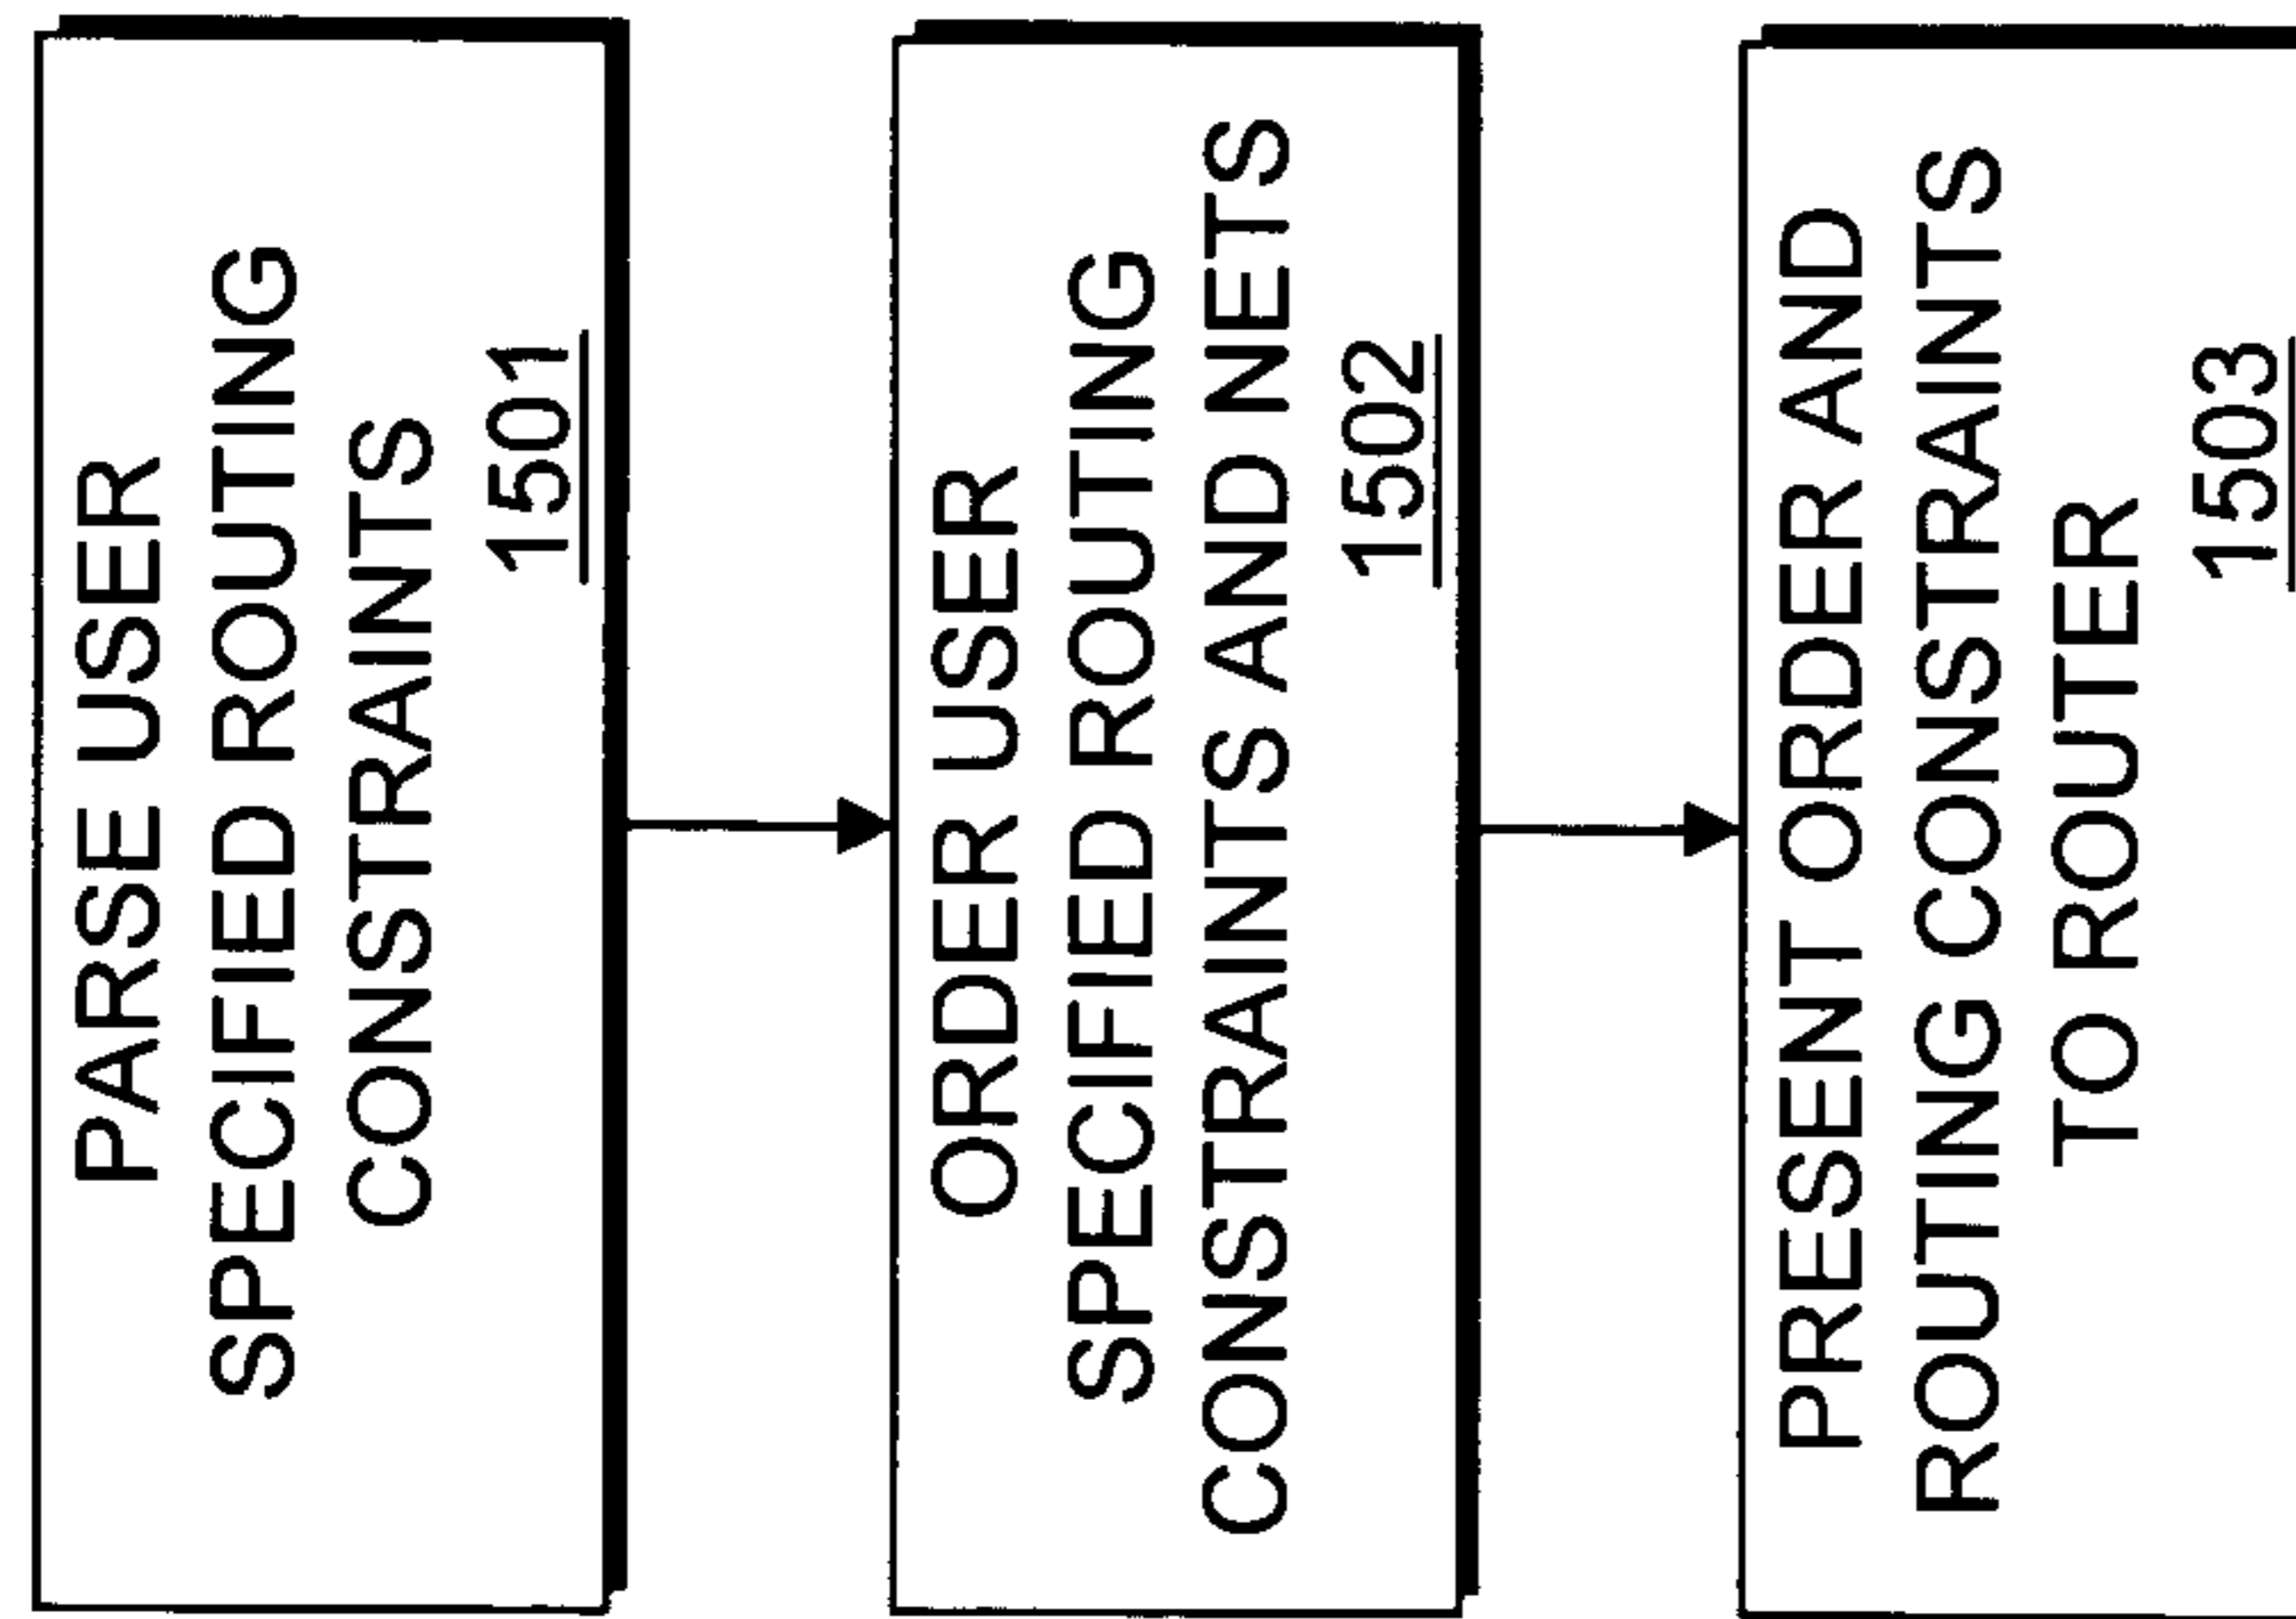 PARSE USER
SPECIFIED ROUTING
CONSTRAINTS
1501
ORDER USER
SPECIFIED ROUTING
CONSTRAINTS AND NETS
1502
PRESENT ORDER AND
ROUTING CONSTRAINTS
TO ROUTER
1503